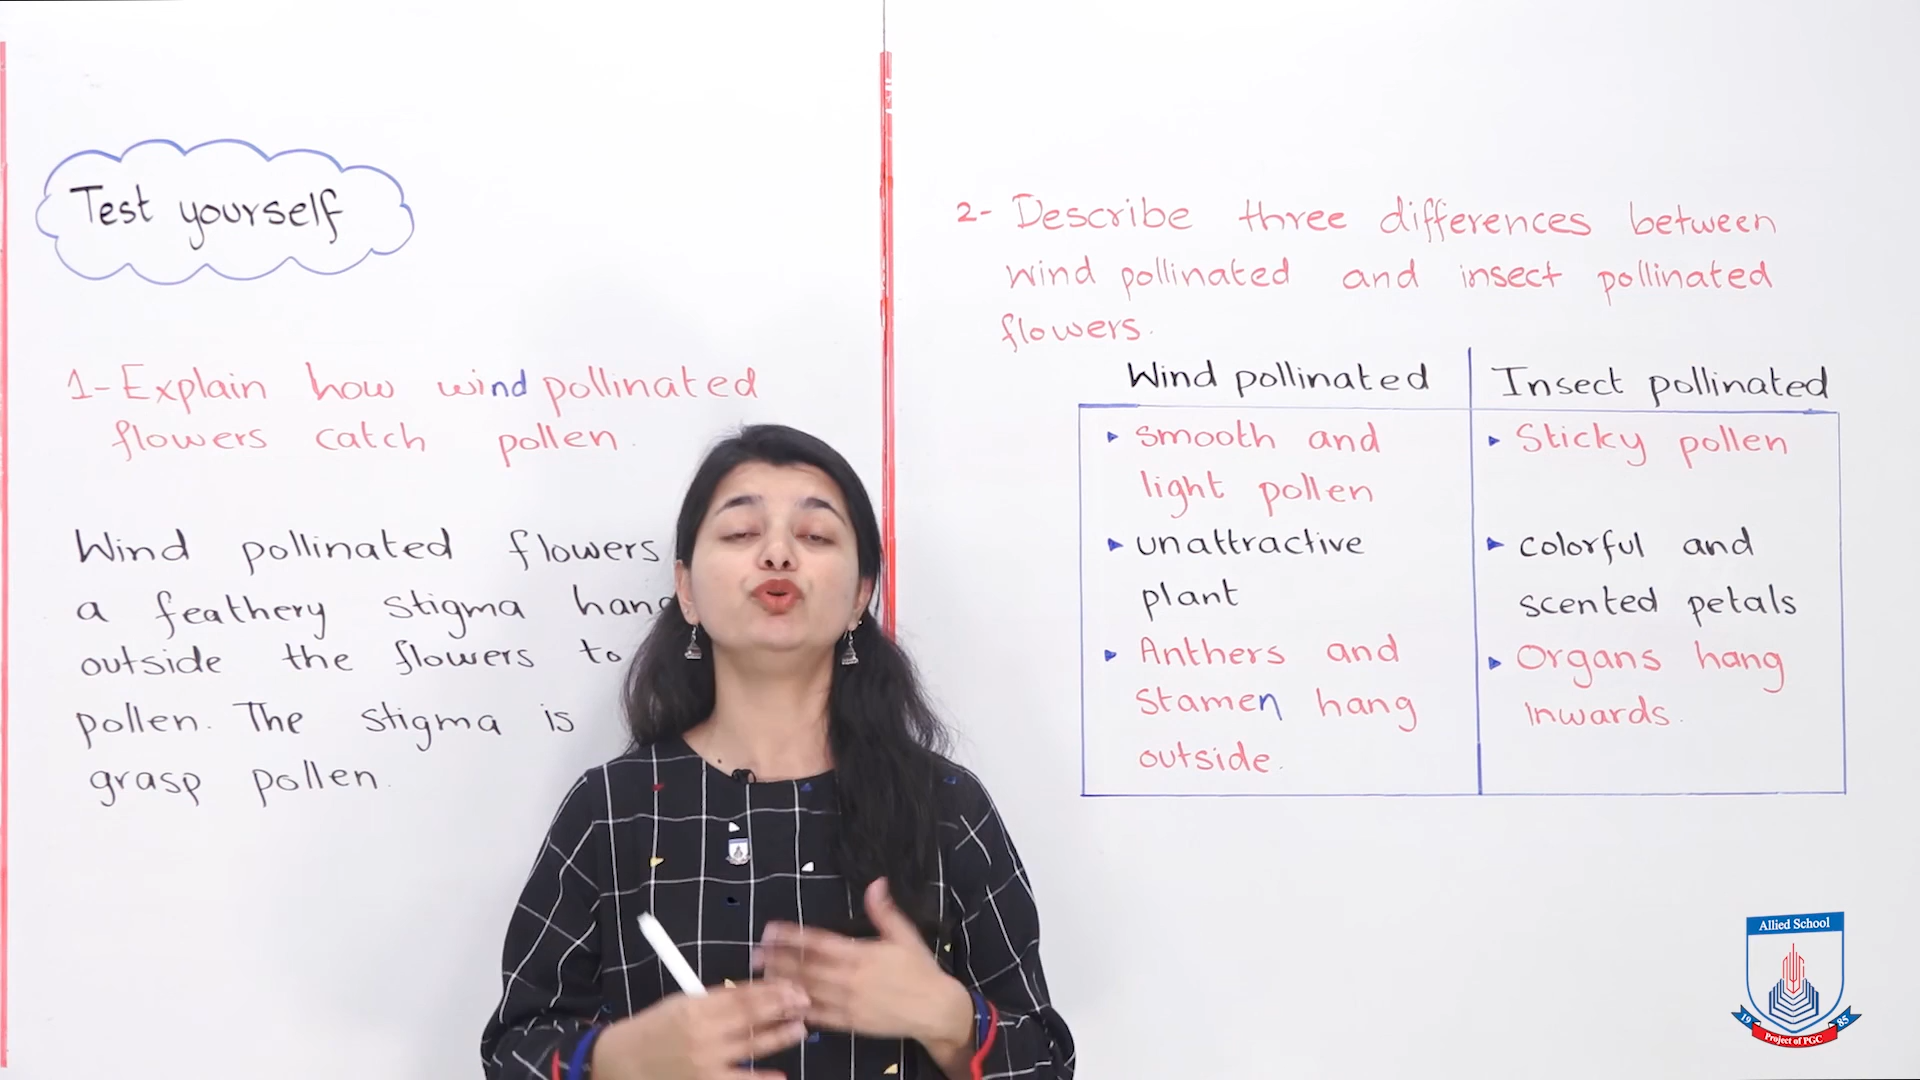 Test yourself
1- Explain how wind pollinated
flowers catch pollen.
Wind pollinated flowers
a feathery stigma
outside the flowers to
pollen. The stigma is
grasp pollen.
2- Describe three differences between
wind pollinated and insect pollinated
flowers.
Wind pollinated
Insect pollinated
smooth and
light pollen
unattractive
plant
Anthers and
stamen hang
outside.
Sticky pollen
colorful and
scented petals
Organs hang
inwards.
Allied School
19 85
Project of PGC